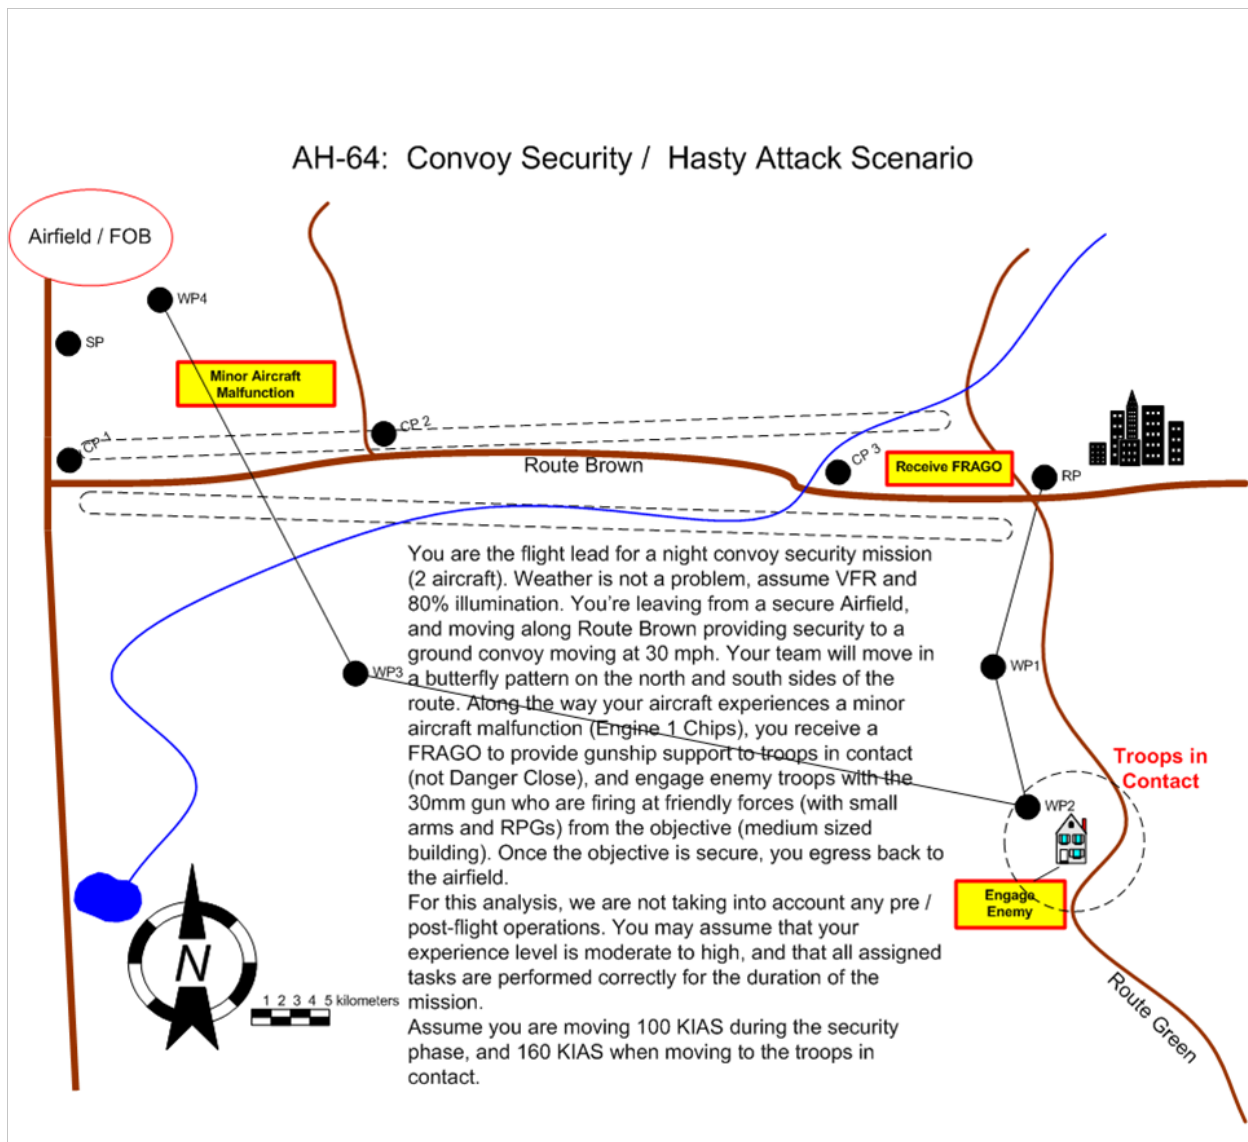 AH-64:  Convoy Security /  Hasty Attack Scenario
Airfield / FOB
WP4
SP
Minor Aircraft
Malfunction
CP 1
CP 2
Route Brown
CP 3
Receive FRAGO
RP
You are the flight lead for a night convoy security mission
(2 aircraft). Weather is not a problem, assume VFR and
80% illumination. You're leaving from a secure Airfield,
and moving along Route Brown providing security to a
ground convoy moving at 30 mph. Your team will move in
a butterfly pattern on the north and south sides of the
route. Along the way your aircraft experiences a minor
aircraft malfunction (Engine 1 Chips), you receive a
FRAGO to provide gunship support to troops in contact
(not Danger Close), and engage enemy troops with the
30mm gun who are firing at friendly forces (with small
arms and RPGs) from the objective (medium sized
building). Once the objective is secure, you egress back to
the airfield.
For this analysis, we are not taking into account any pre /
post-flight operations. You may assume that your
experience level is moderate to high, and that all assigned
tasks are performed correctly for the duration of the
mission.
Assume you are moving 100 KIAS during the security
phase, and 160 KIAS when moving to the troops in
contact.
WP3
WP1
Troops in
Contact
WP2
Engage
Enemy
Route Green
N
1 2 3 4 5 kilometers